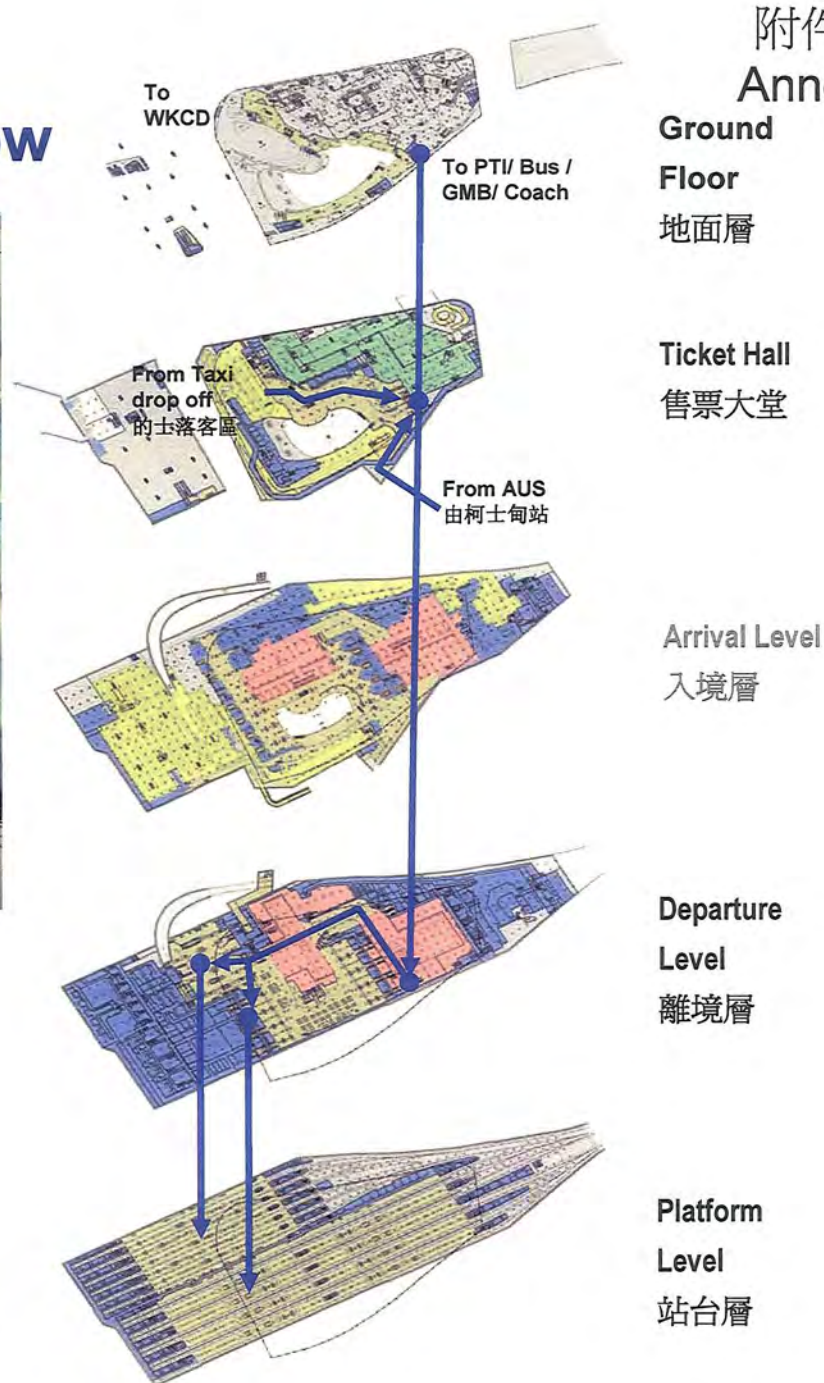 附件
To
WKCD
To PTI/ Bus /
GMB/ Coach
Ground
Floor
地面層
From Taxi
drop off
的士落客區
From AUS
由柯士甸站
Ticket Hall
售票大堂
Arrival Level
入境層
Departure
Level
離境層
Platform
Level
站台層